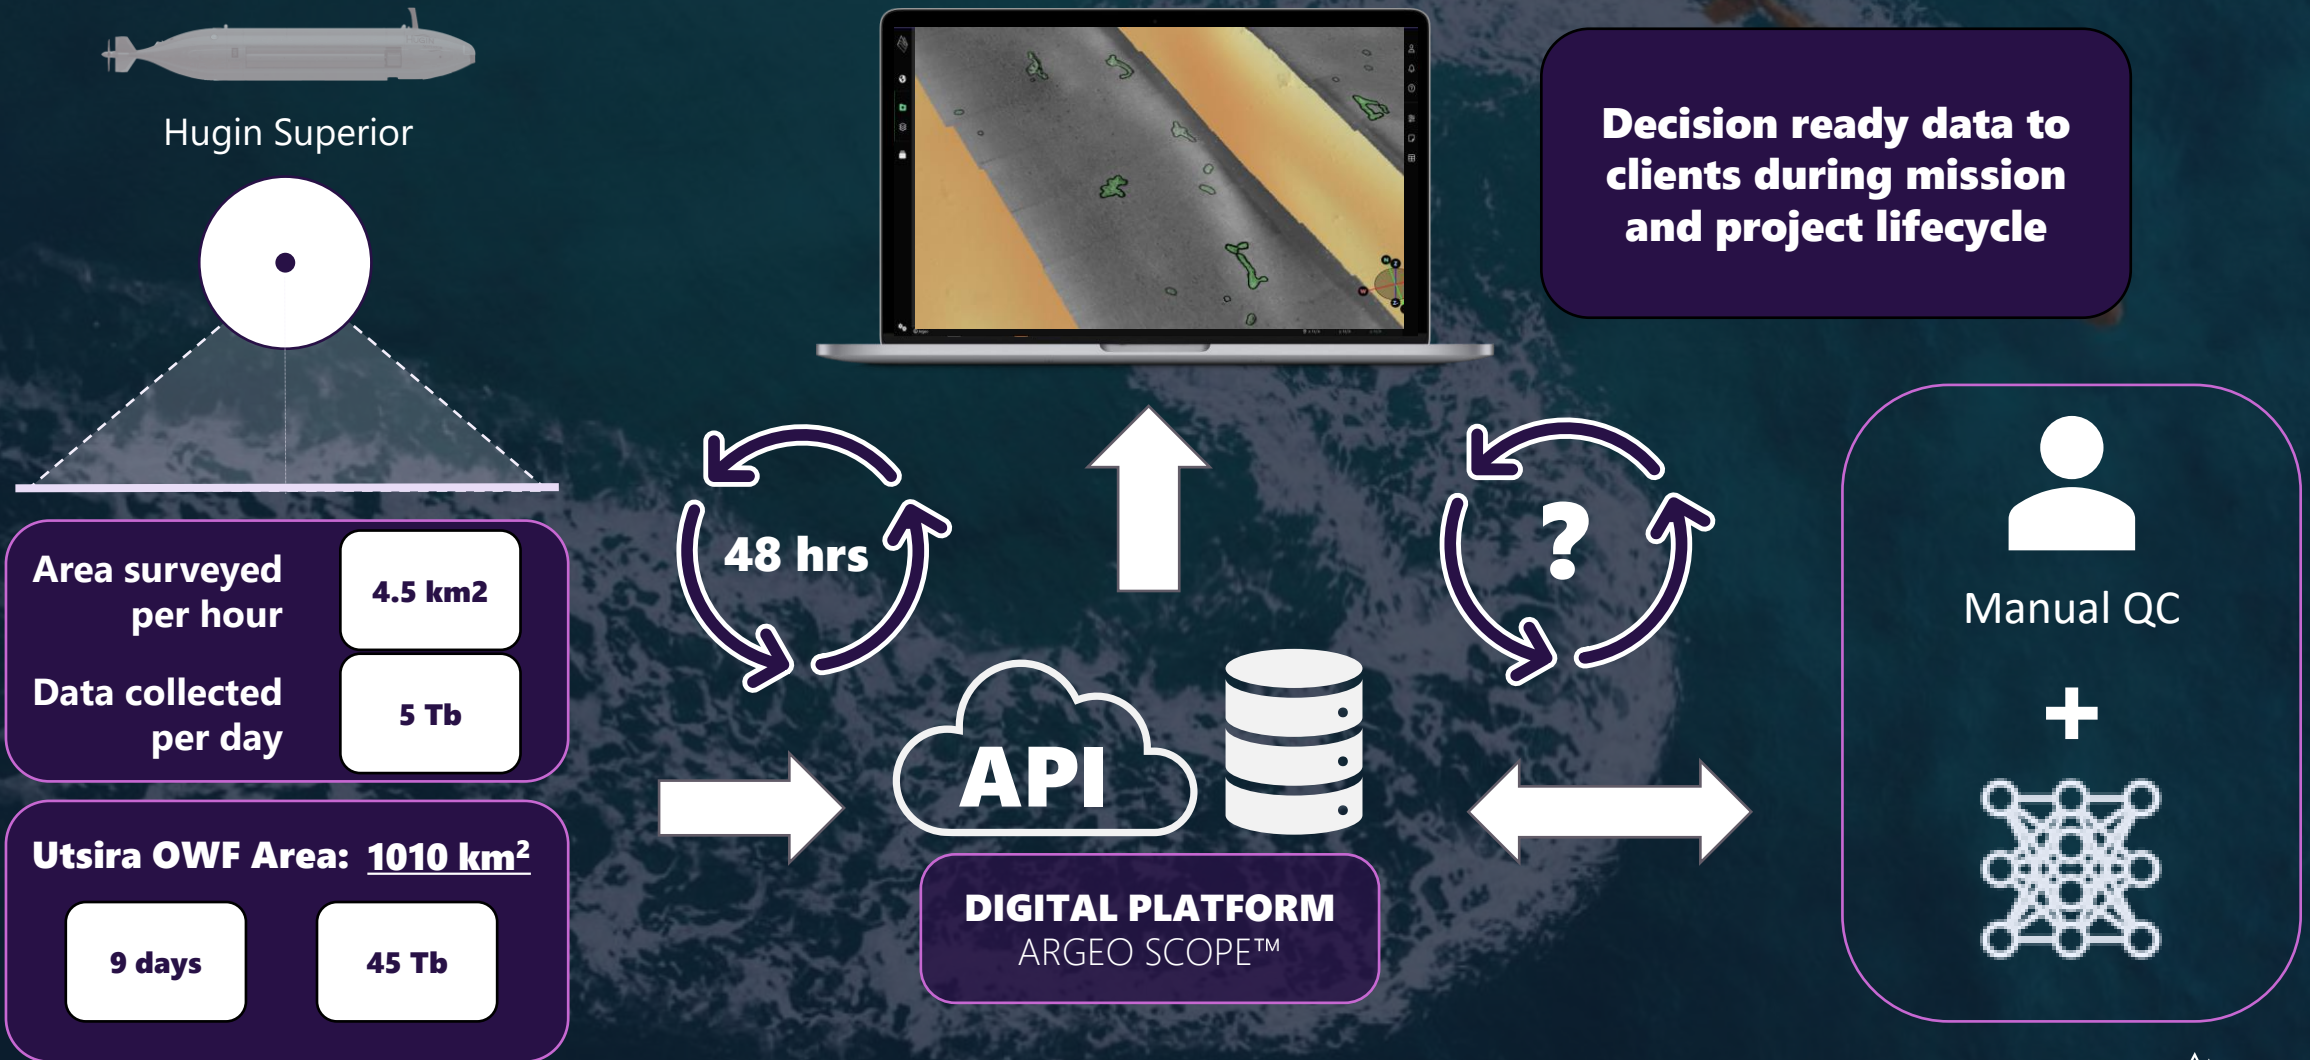 Hugin Superior
Decision ready data to
clients during mission
and project lifecycle
Area surveyed
per hour
4.5 km2
Data collected
per day
5 Tb
Utsira OWF Area: 1010 km²
9 days
45 Tb
48 hrs
API
DIGITAL PLATFORM
ARGEO SCOPE™
?
Manual QC
+